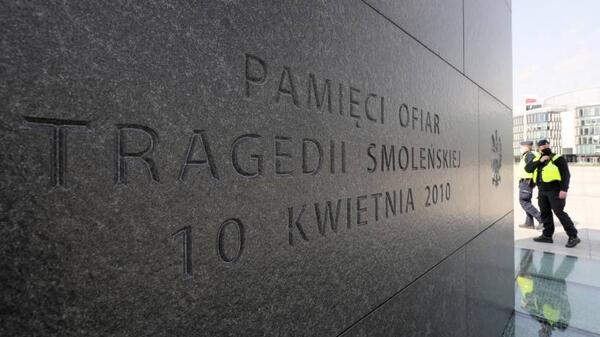 PAMIĘCI OFIAR
TRAGEDII SMOLEŃSKIEJ
10 KWIETNIA 2010